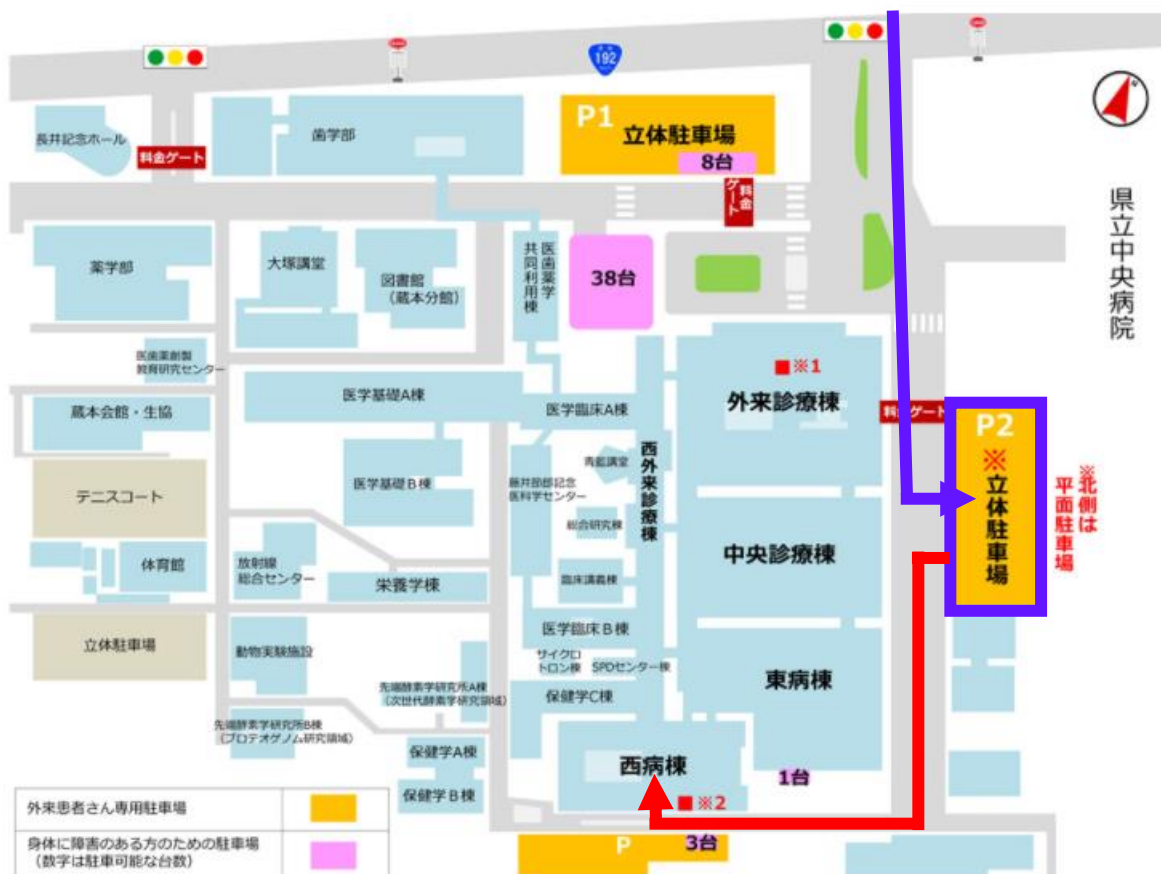 192
P1
立体駐車場
8台
料金
ゲート
長井記念ホール
料金ゲート
歯学部
県立中央病院
薬学部
大塚講堂
図書館
(蔵本分館)
医歯薬学
共同利用棟
38台
医歯薬創製
教育研究センター
蔵本会館・生協
医学基礎A棟
医学臨床A棟
■※1
外来診療棟
料金ゲート
P2
※立体駐車場
※北側は
平面駐車場
西外来診療棟
青藍講堂
テニスコート
医学基礎B棟
藤井節郎記念
医科学センター
総合研究棟
中央診療棟
体育館
放射線
総合センター
栄養学棟
臨床講義棟
医学臨床B棟
立体駐車場
動物実験施設
サイクロ
トロン棟
SPDセンター棟
東病棟
先端酵素学研究所A棟
(次世代酵素学研究領域)
保健学C棟
先端酵素学研究所B棟
(プロテオゲノム研究領域)
保健学A棟
西病棟
1台
保健学B棟
■※2
外来患者さん専用駐車場
P
3台
身体に障害のある方のための駐車場
(数字は駐車可能な台数)